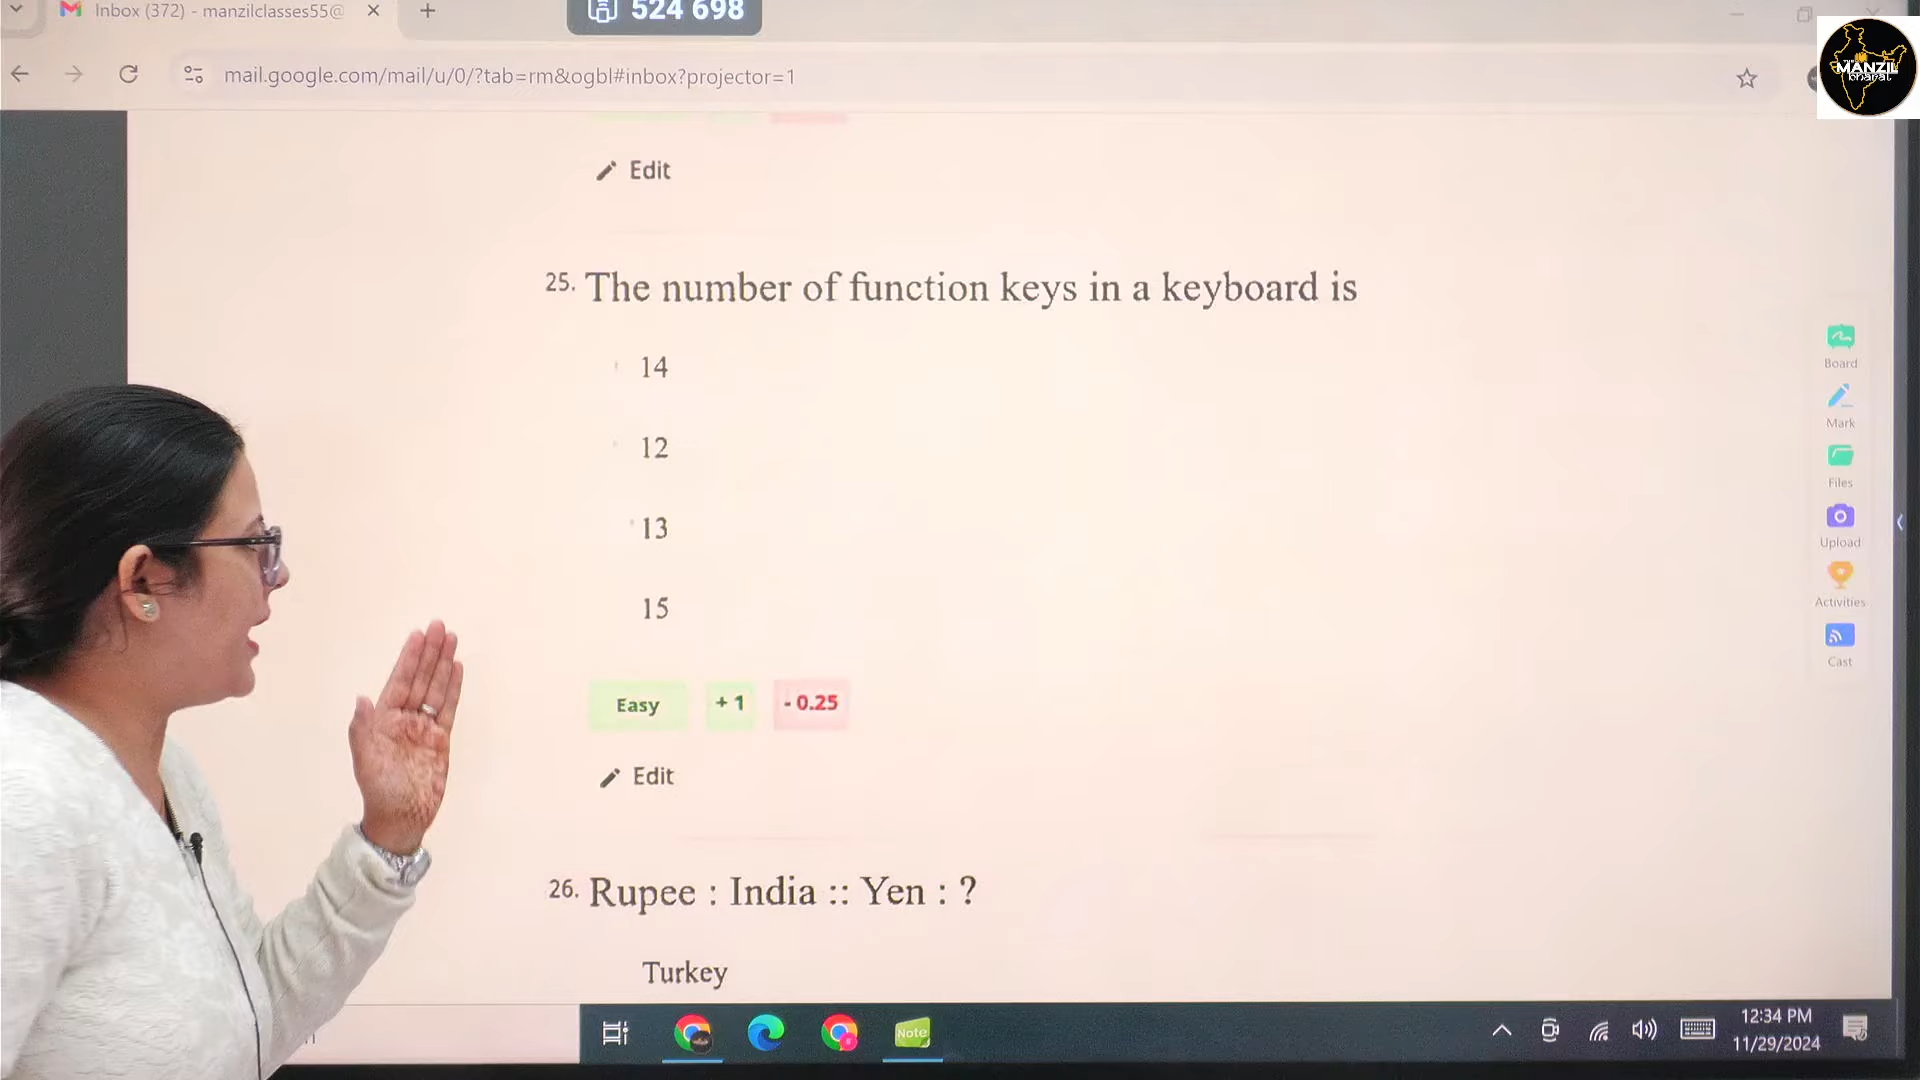 Inbox (372) - manzilclasses55@
524 698
mail.google.com/mail/u/0/?tab=rm&ogbl#inbox?projector=1
MANZIL
Edit
25. The number of function keys in a keyboard is
14
12
13
15
Easy +1 - 0.25
Edit
26. Rupee : India :: Yen : ?
Turkey
Board
Mark
Files
Upload
Activities
Cast
Note
12:34 PM
11/29/2024